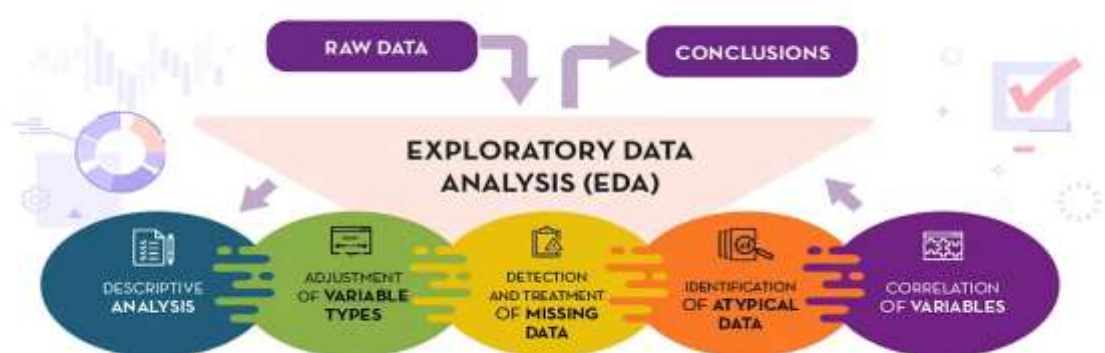 RAW DATA
CONCLUSIONS
EXPLORATORY DATA
ANALYSIS (EDA)
DESCRIPTIVE
ANALYSIS
ADJUSTMENT
OF VARIABLE
TYPES
DETECTION
AND TREATMENT
OF MISSING
DATA
IDENTIFICATION
OF ATYPICAL
DATA
CORRELATION
OF VARIABLES